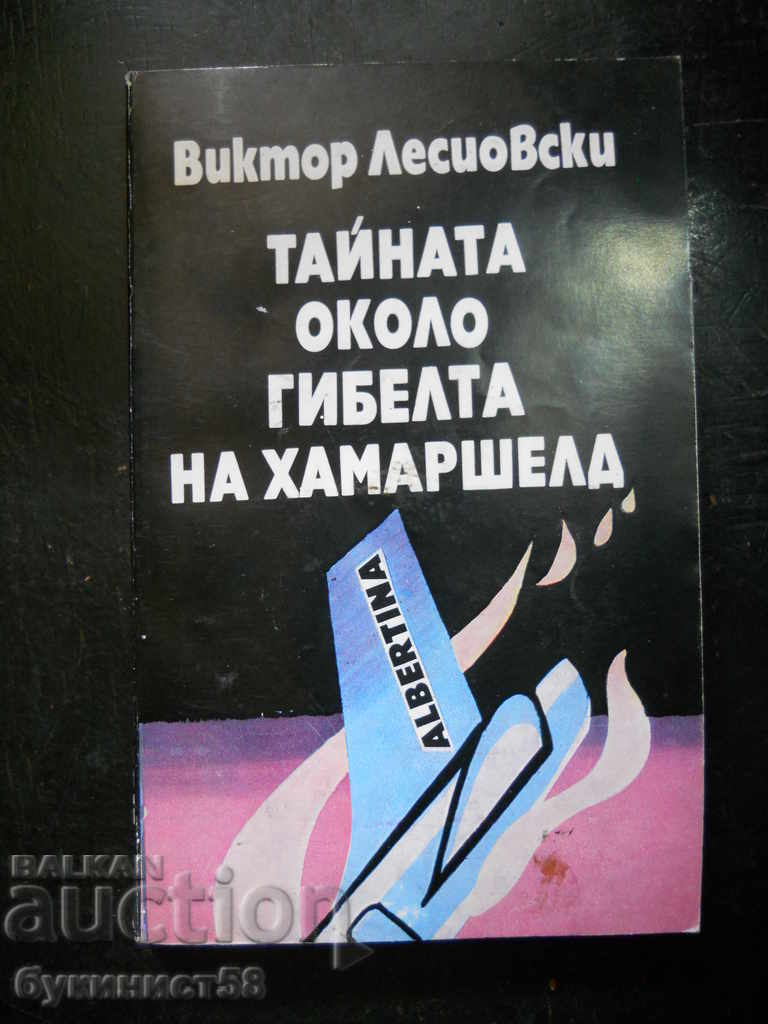 Виктор Лесиовски
ТАЙНАТА
ОКОЛО
ГИБЕЛТА
НА ХАМАРШЕЛД
ALBERTINA
BALKAN
auction
букинист58